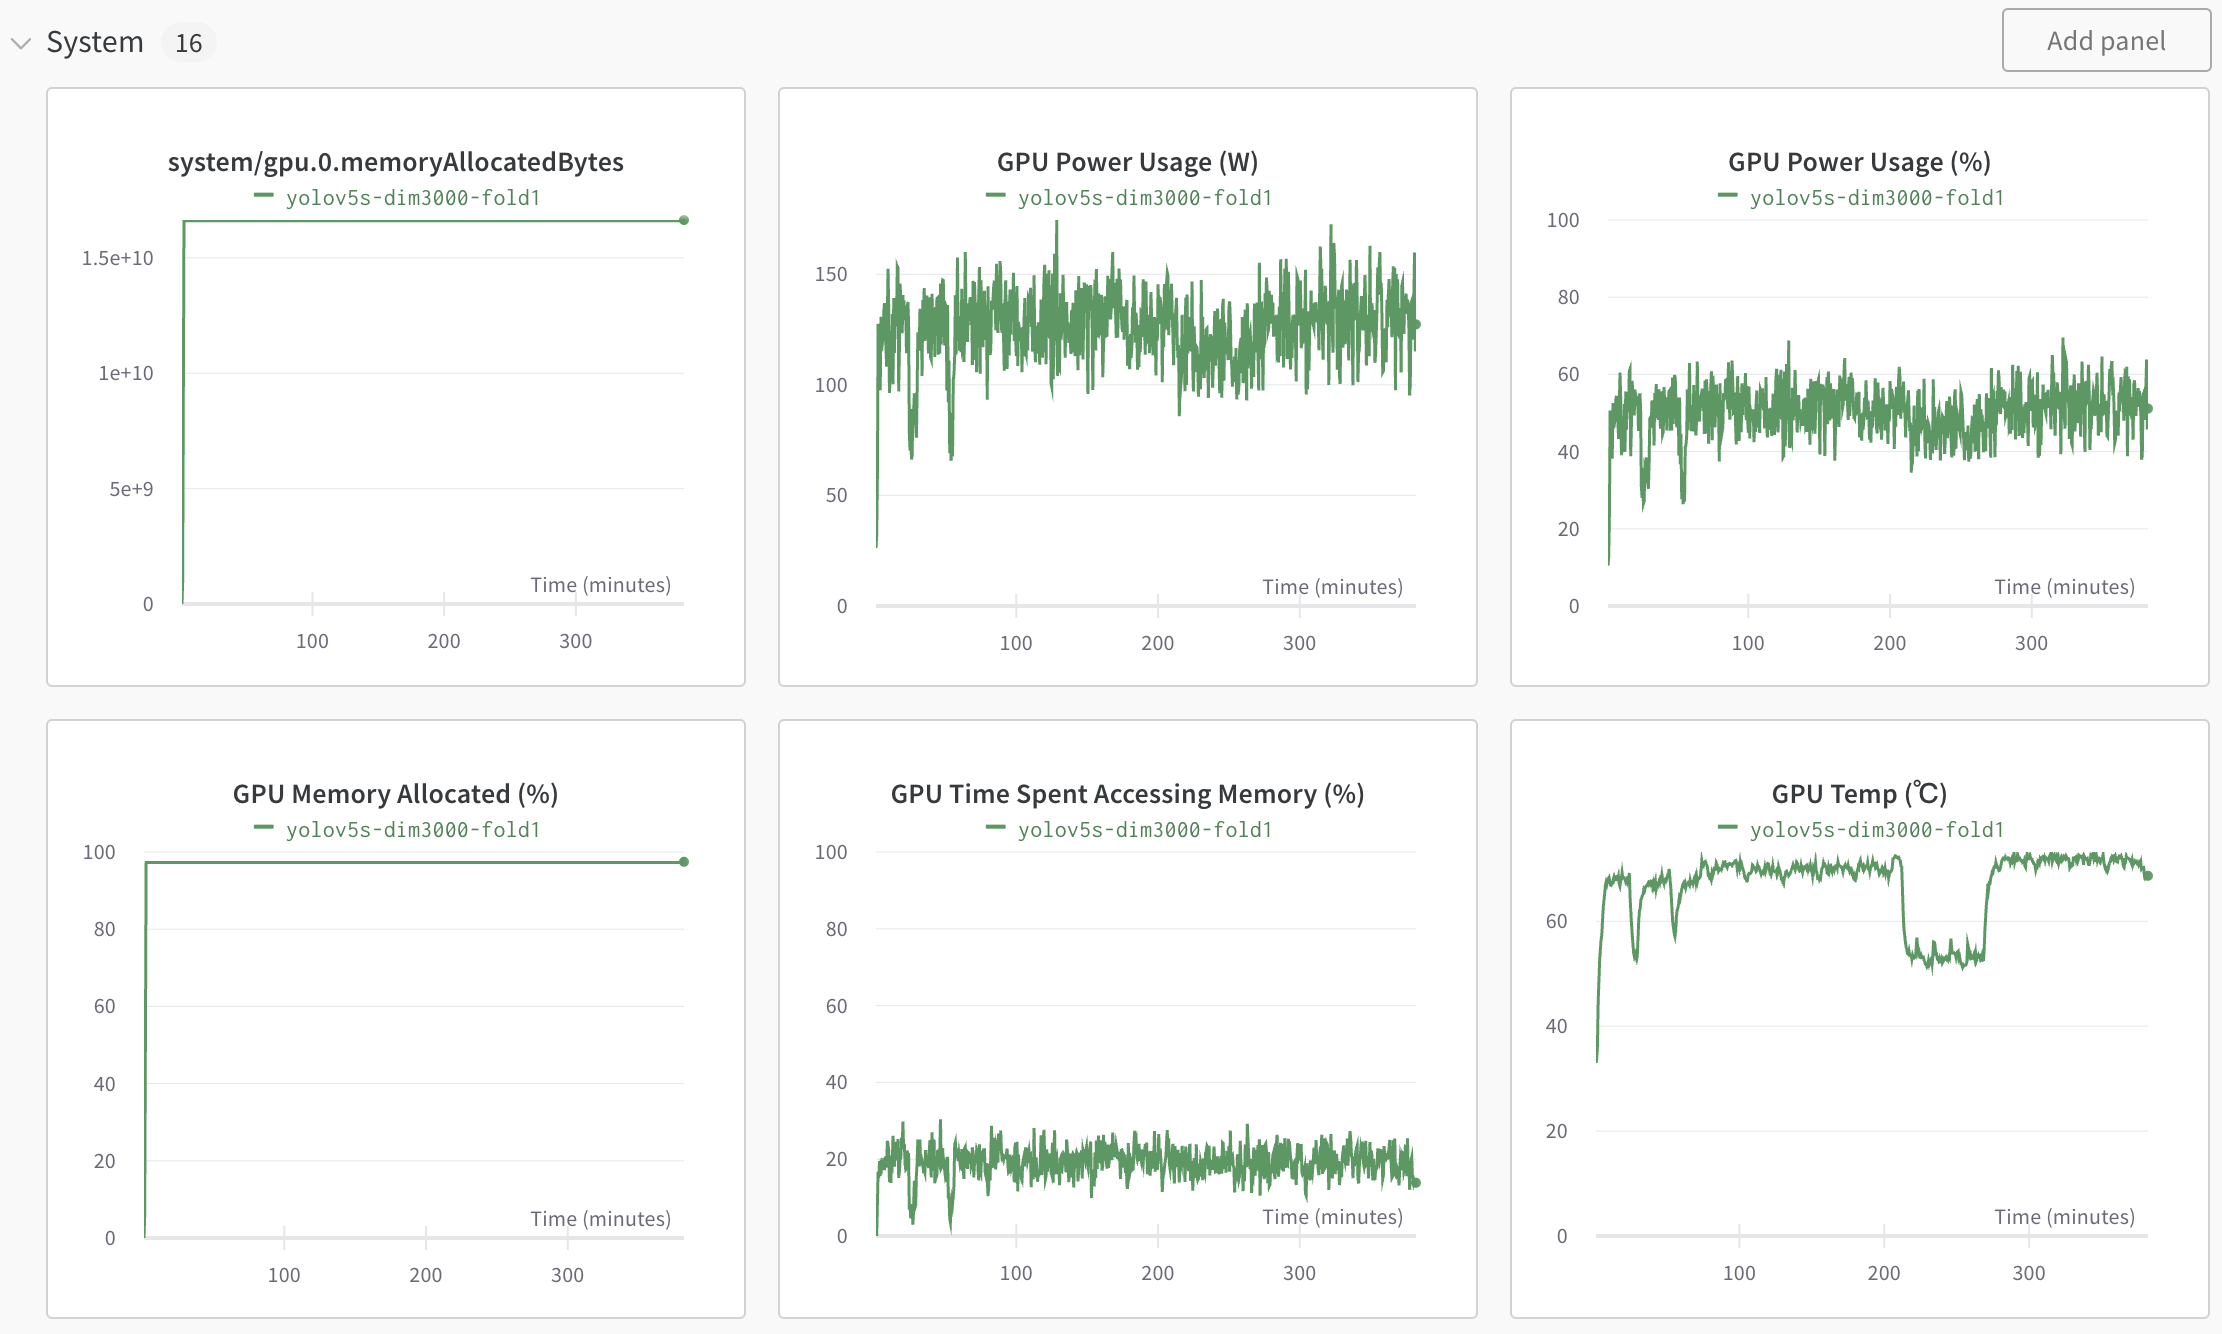 System 16
Add panel
system/gpu.0.memoryAllocatedBytes
yolov5s-dim3000-fold1
1.5e+10
1e+10
5e+9
0
Time (minutes)
100 200 300
GPU Power Usage (W)
yolov5s-dim3000-fold1
150
100
50
0
Time (minutes)
100 200 300
GPU Power Usage (%)
yolov5s-dim3000-fold1
100
80
60
40
20
0
Time (minutes)
100 200 300
GPU Memory Allocated (%)
yolov5s-dim3000-fold1
100
80
60
40
20
0
Time (minutes)
100 200 300
GPU Time Spent Accessing Memory (%)
yolov5s-dim3000-fold1
100
80
60
40
20
0
Time (minutes)
100 200 300
GPU Temp (℃)
yolov5s-dim3000-fold1
60
40
20
0
Time (minutes)
100 200 300